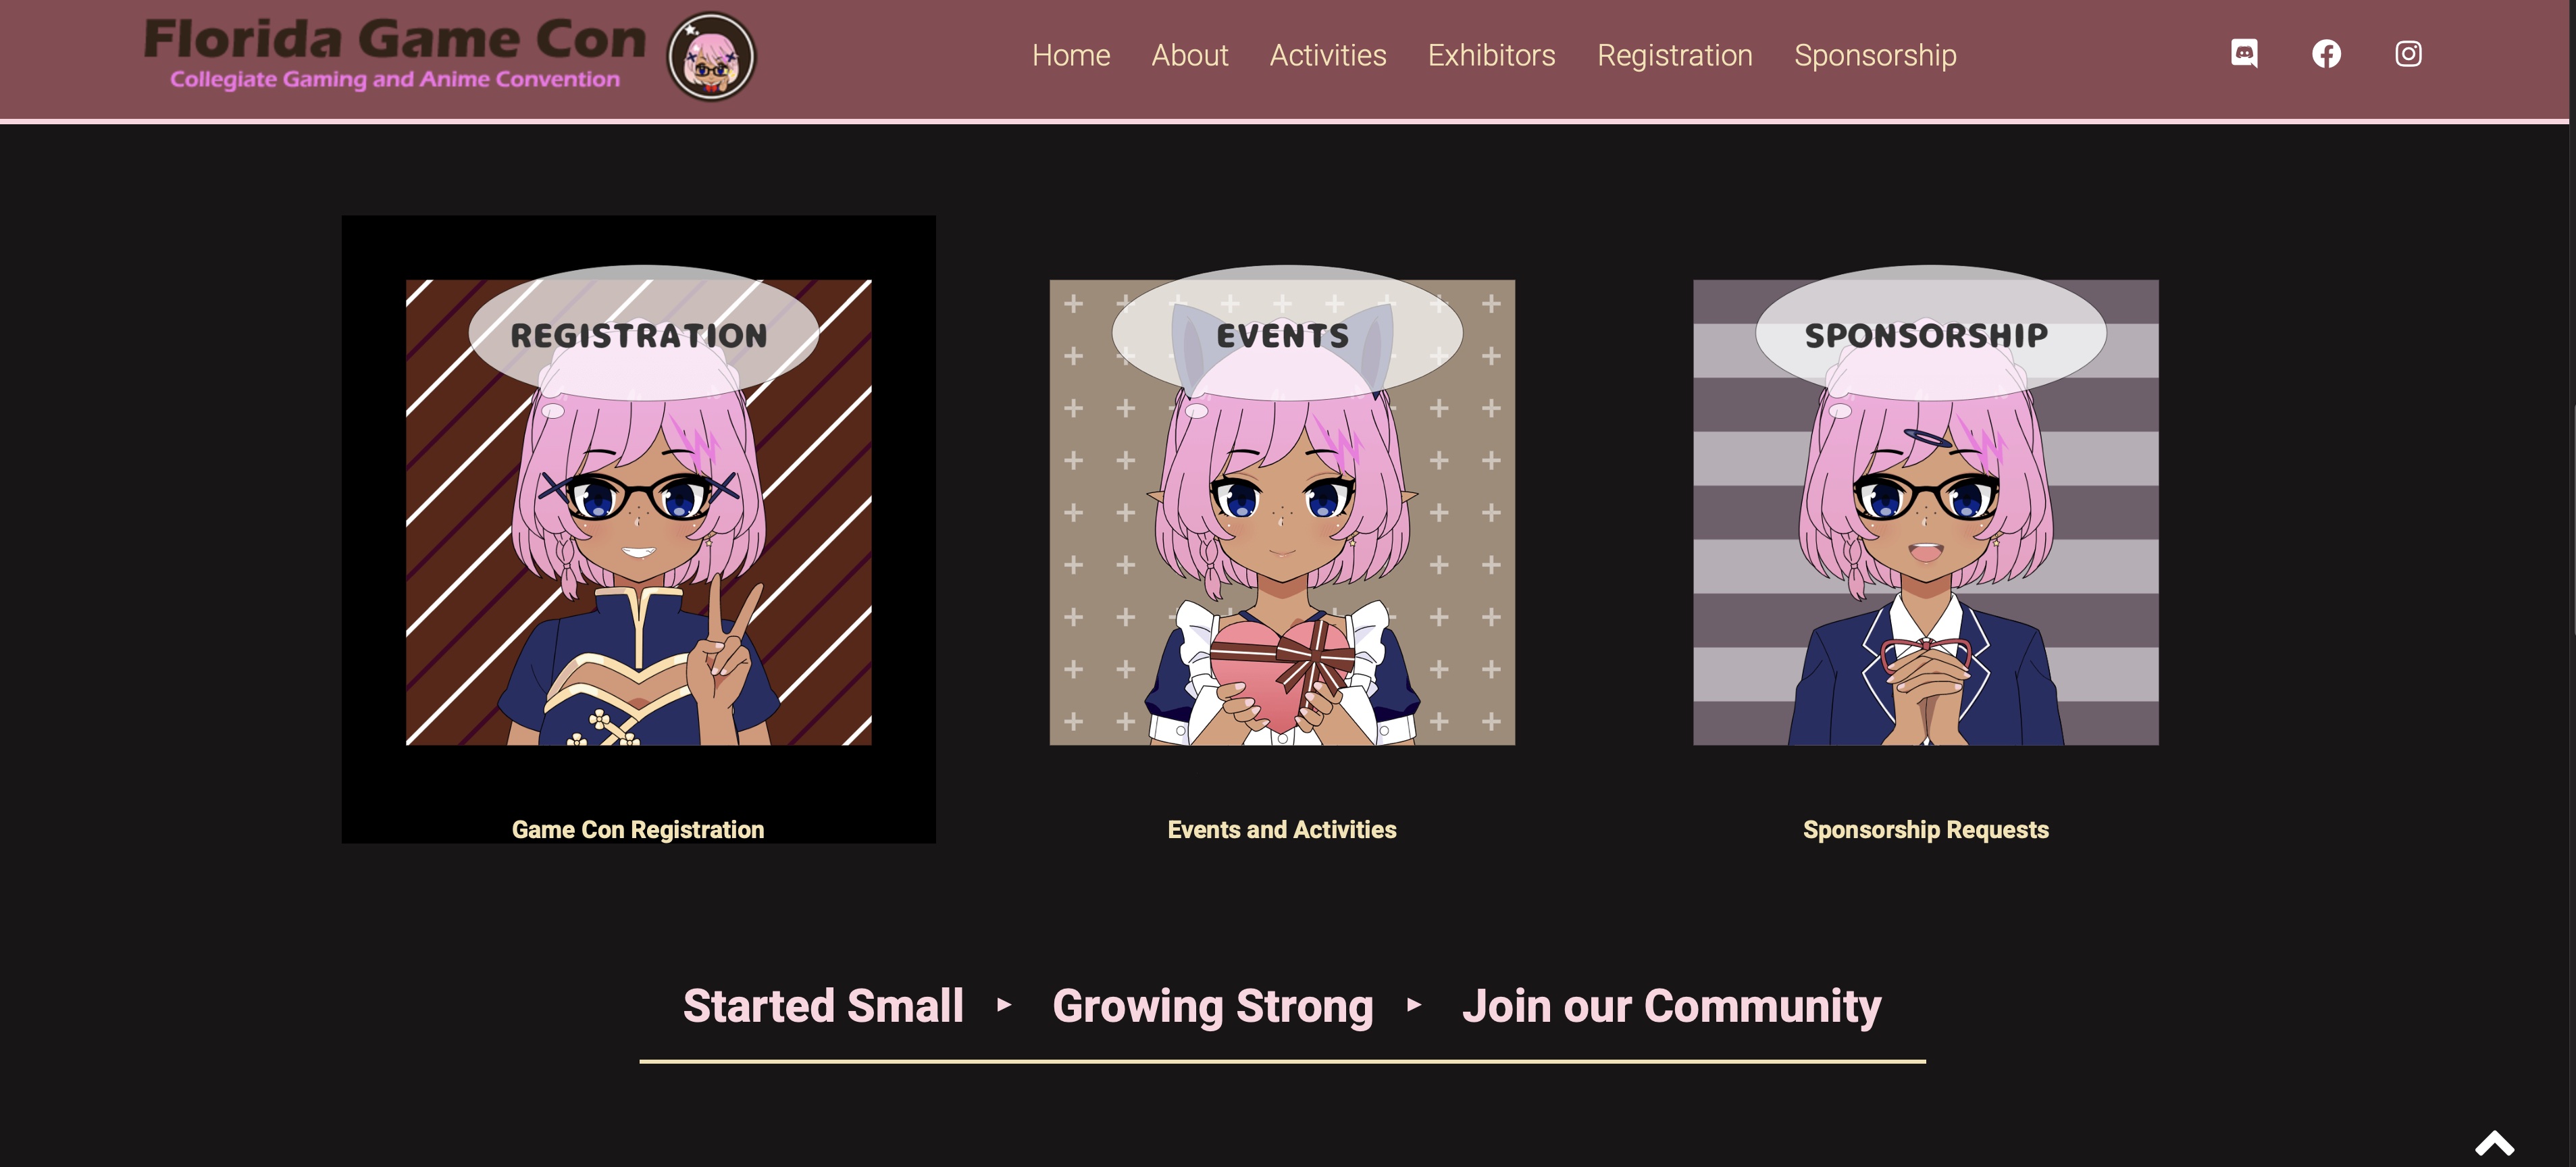 Florida Game Con
Collegiate Gaming and Anime Convention
Home About Activities Exhibitors Registration Sponsorship
REGISTRATION
EVENTS
SPONSORSHIP
Game Con Registration
Events and Activities
Sponsorship Requests
Started Small ▸ Growing Strong ▸ Join our Community